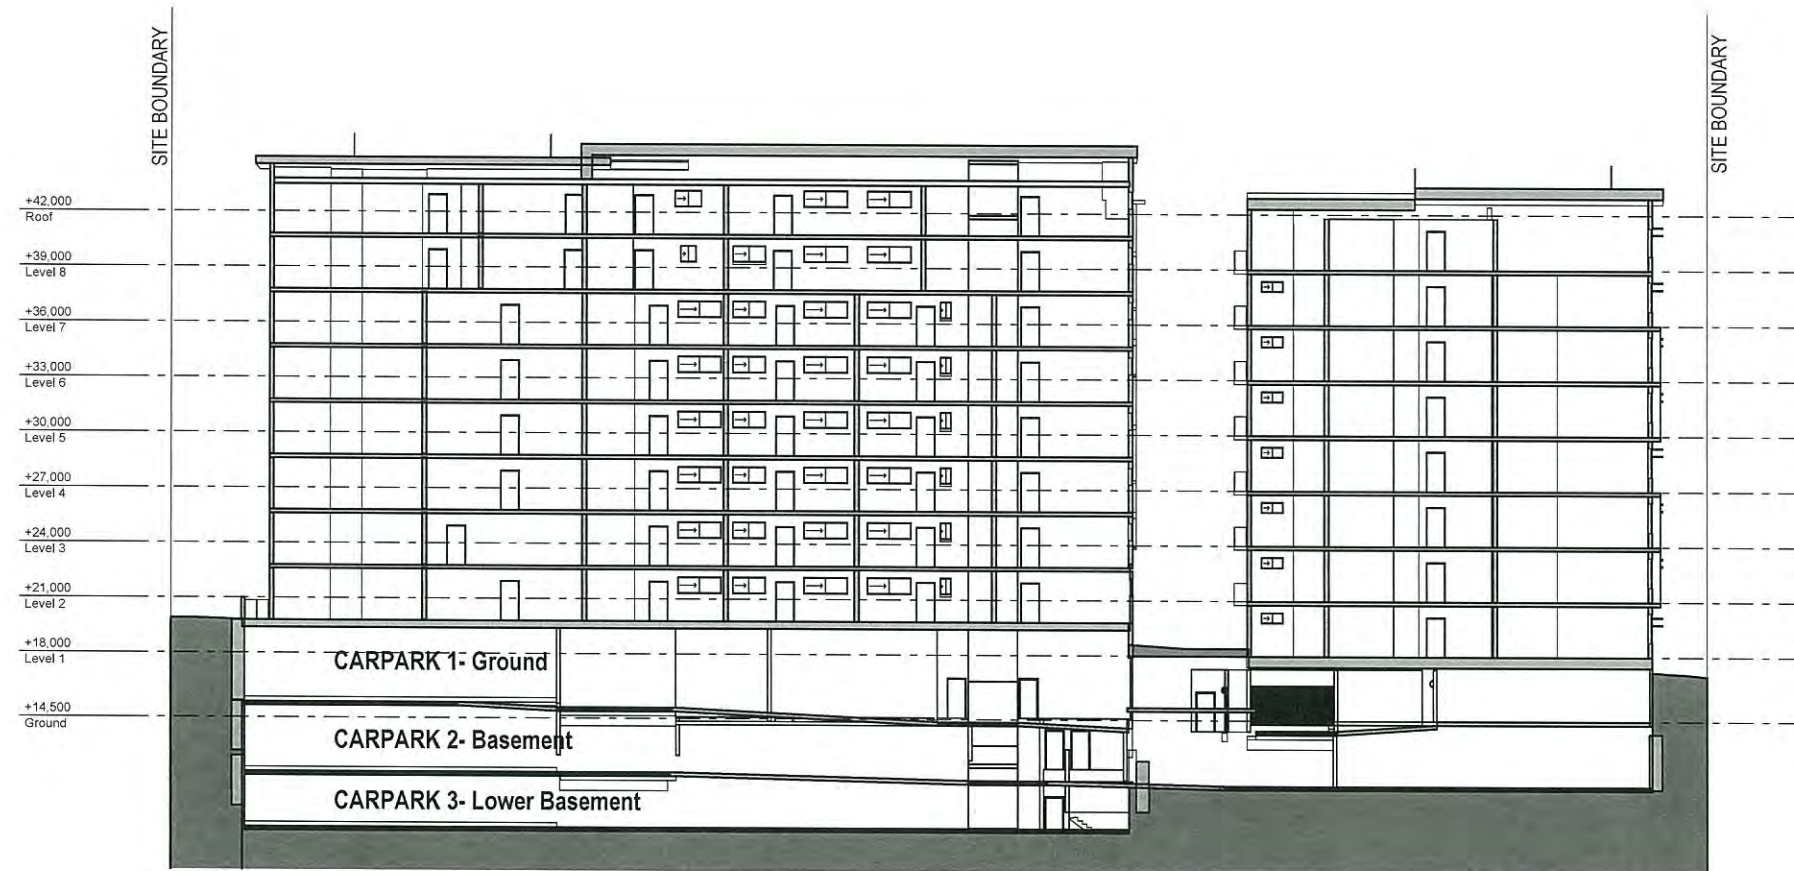 SITE BOUNDARY
SITE BOUNDARY
+42,000
Roof
+39,000
Level 8
+36,000
Level 7
+33,000
Level 6
+30,000
Level 5
+27,000
Level 4
+24,000
Level 3
+21,000
Level 2
+18,000
Level 1
CARPARK 1- Ground
+14,500
Ground
CARPARK 2- Basement
CARPARK 3- Lower Basement